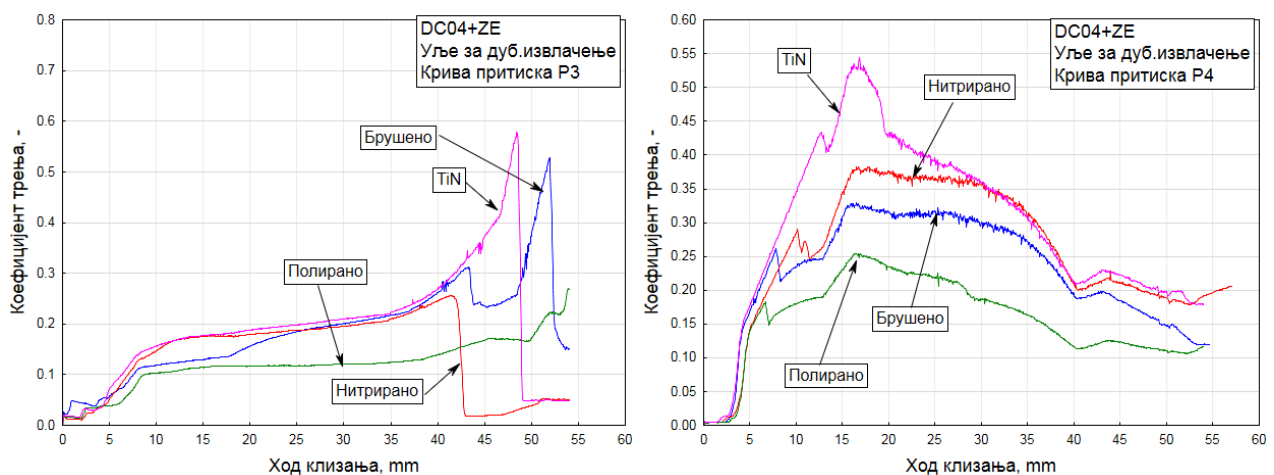 DC04+ZE
Уље за дуб.извлачење
Крива притиска P3
Коефицијент трења, -
0.8
0.7
0.6
0.5
0.4
0.3
0.2
0.1
0.0
Брушено
TiN
Полирано
Нитрирано
0 5 10 15 20 25 30 35 40 45 50 55 60
Ход клизања, mm
DC04+ZE
Уље за дуб.извлачење
Крива притиска P4
Коефицијент трења, -
0.60
0.55
0.50
0.45
0.40
0.35
0.30
0.25
0.20
0.15
0.10
0.05
0.00
TiN
Нитрирано
Брушено
Полирано
0 5 10 15 20 25 30 35 40 45 50 55 60
Ход клизања, mm